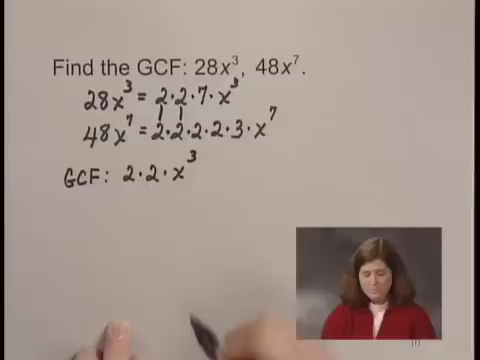 Find the GCF: 28x³, 48x⁷.
28x³ = 2·2·7·x³
48x⁷ = 2·2·2·2·3·x⁷
GCF: 2·2·x³